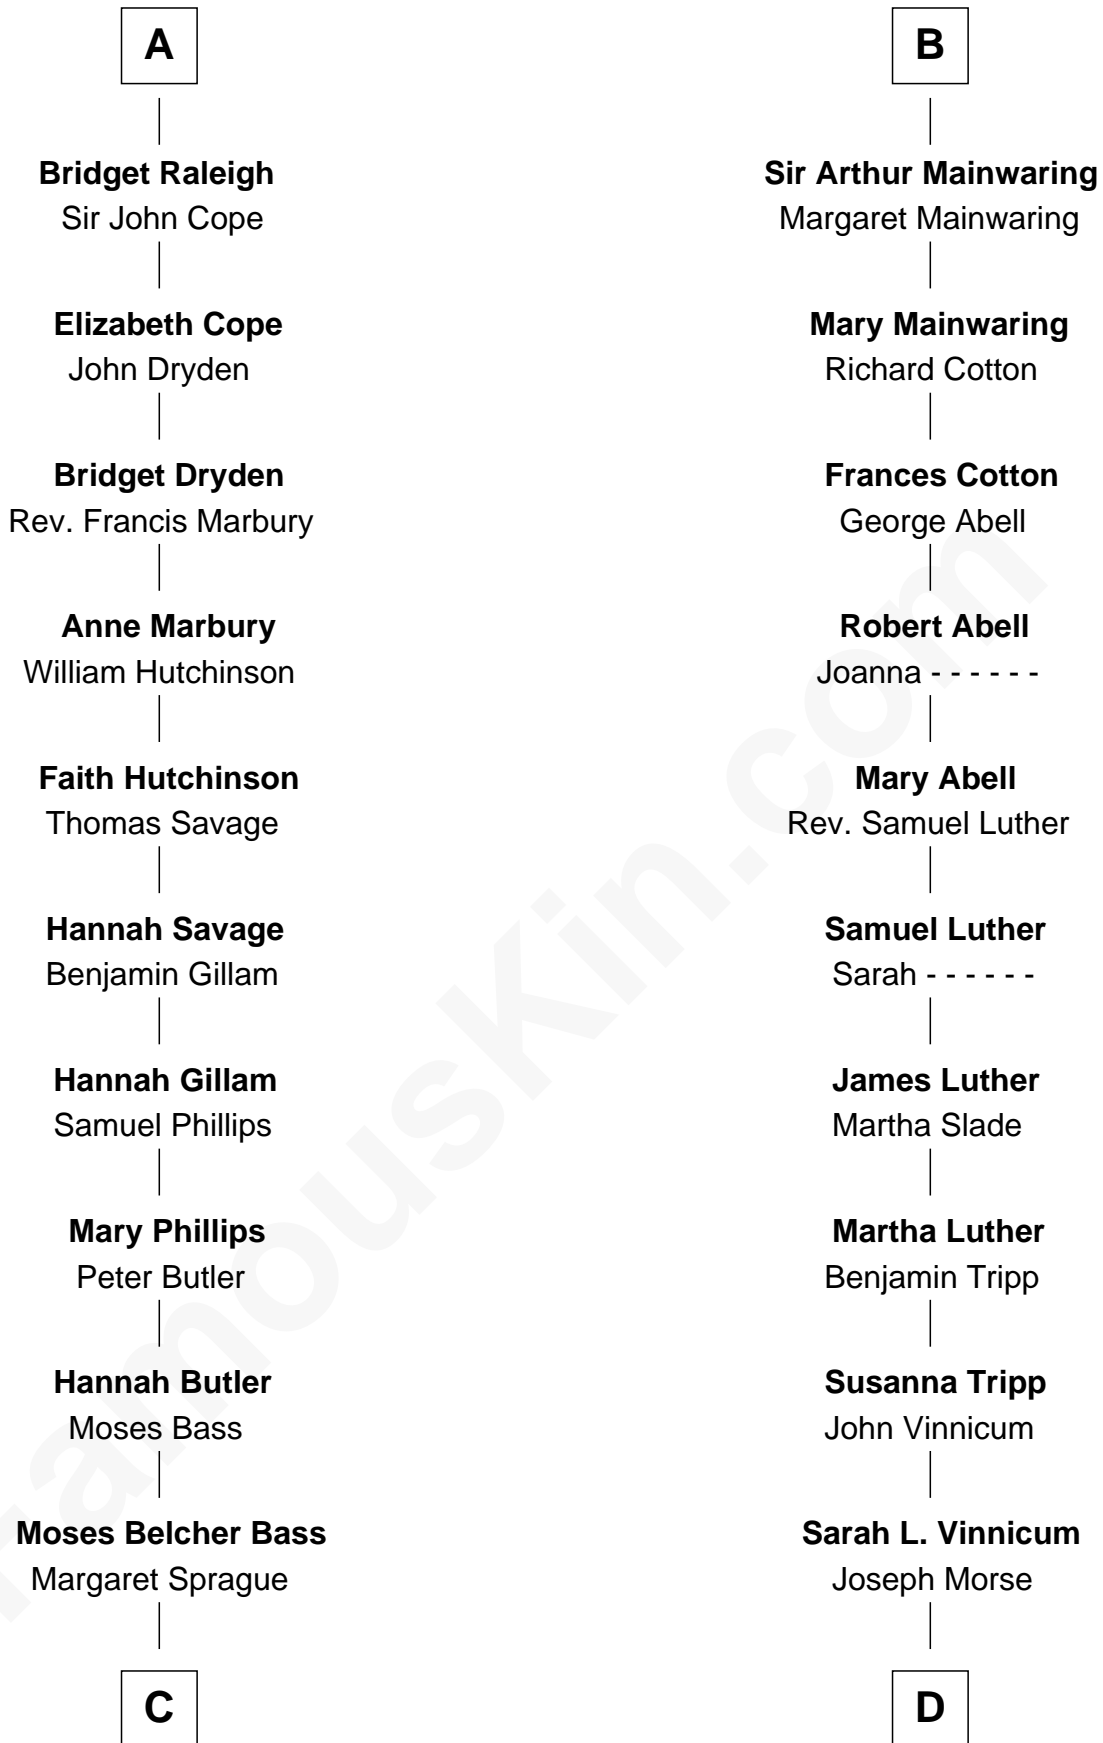 A
Bridget Raleigh
Sir John Cope
Elizabeth Cope
John Dryden
Bridget Dryden
Rev. Francis Marbury
Anne Marbury
William Hutchinson
Faith Hutchinson
Thomas Savage
Hannah Savage
Benjamin Gillam
Hannah Gillam
Samuel Phillips
Mary Phillips
Peter Butler
Hannah Butler
Moses Bass
Moses Belcher Bass
Margaret Sprague
C
B
Sir Arthur Mainwaring
Margaret Mainwaring
Mary Mainwaring
Richard Cotton
Frances Cotton
George Abell
Robert Abell
Joanna - - - - - -
Mary Abell
Rev. Samuel Luther
Samuel Luther
Sarah - - - - - -
James Luther
Martha Slade
Martha Luther
Benjamin Tripp
Susanna Tripp
John Vinnicum
Sarah L. Vinnicum
Joseph Morse
D
FamousKin.com